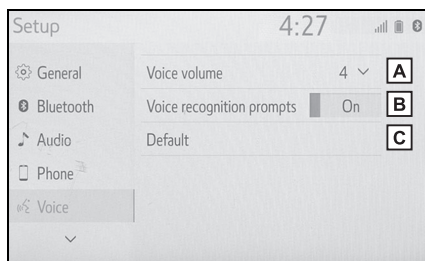 Setup 4:27
General
Voice volume 4 A
Bluetooth
Voice recognition prompts On B
Audio
Default C
Phone
Voice